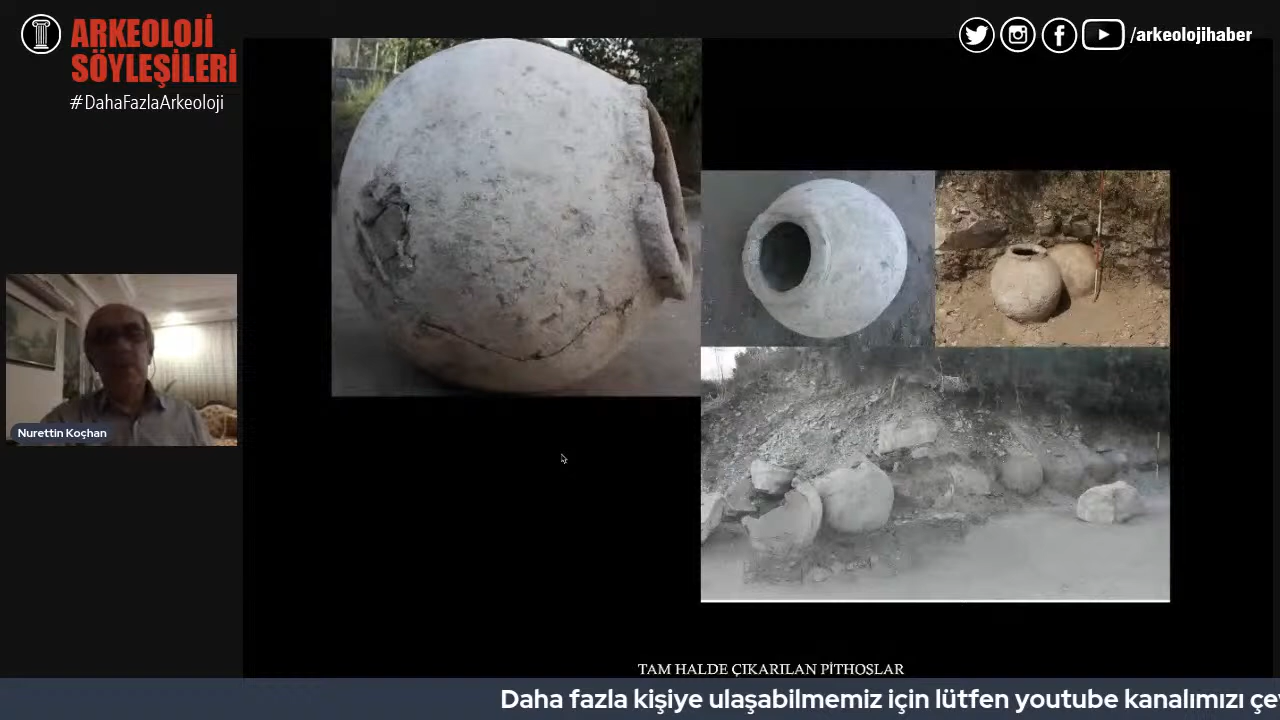 ARKEOLOJİ
SÖYLEŞİLERİ
#DahaFazlaArkeoloji
/arkeolojihaber
Nurettin Koçhan
TAM HALDE ÇIKARILAN PİTHOSLAR
Daha fazla kişiye ulaşabilmemiz için lütfen youtube kanalımızı çe